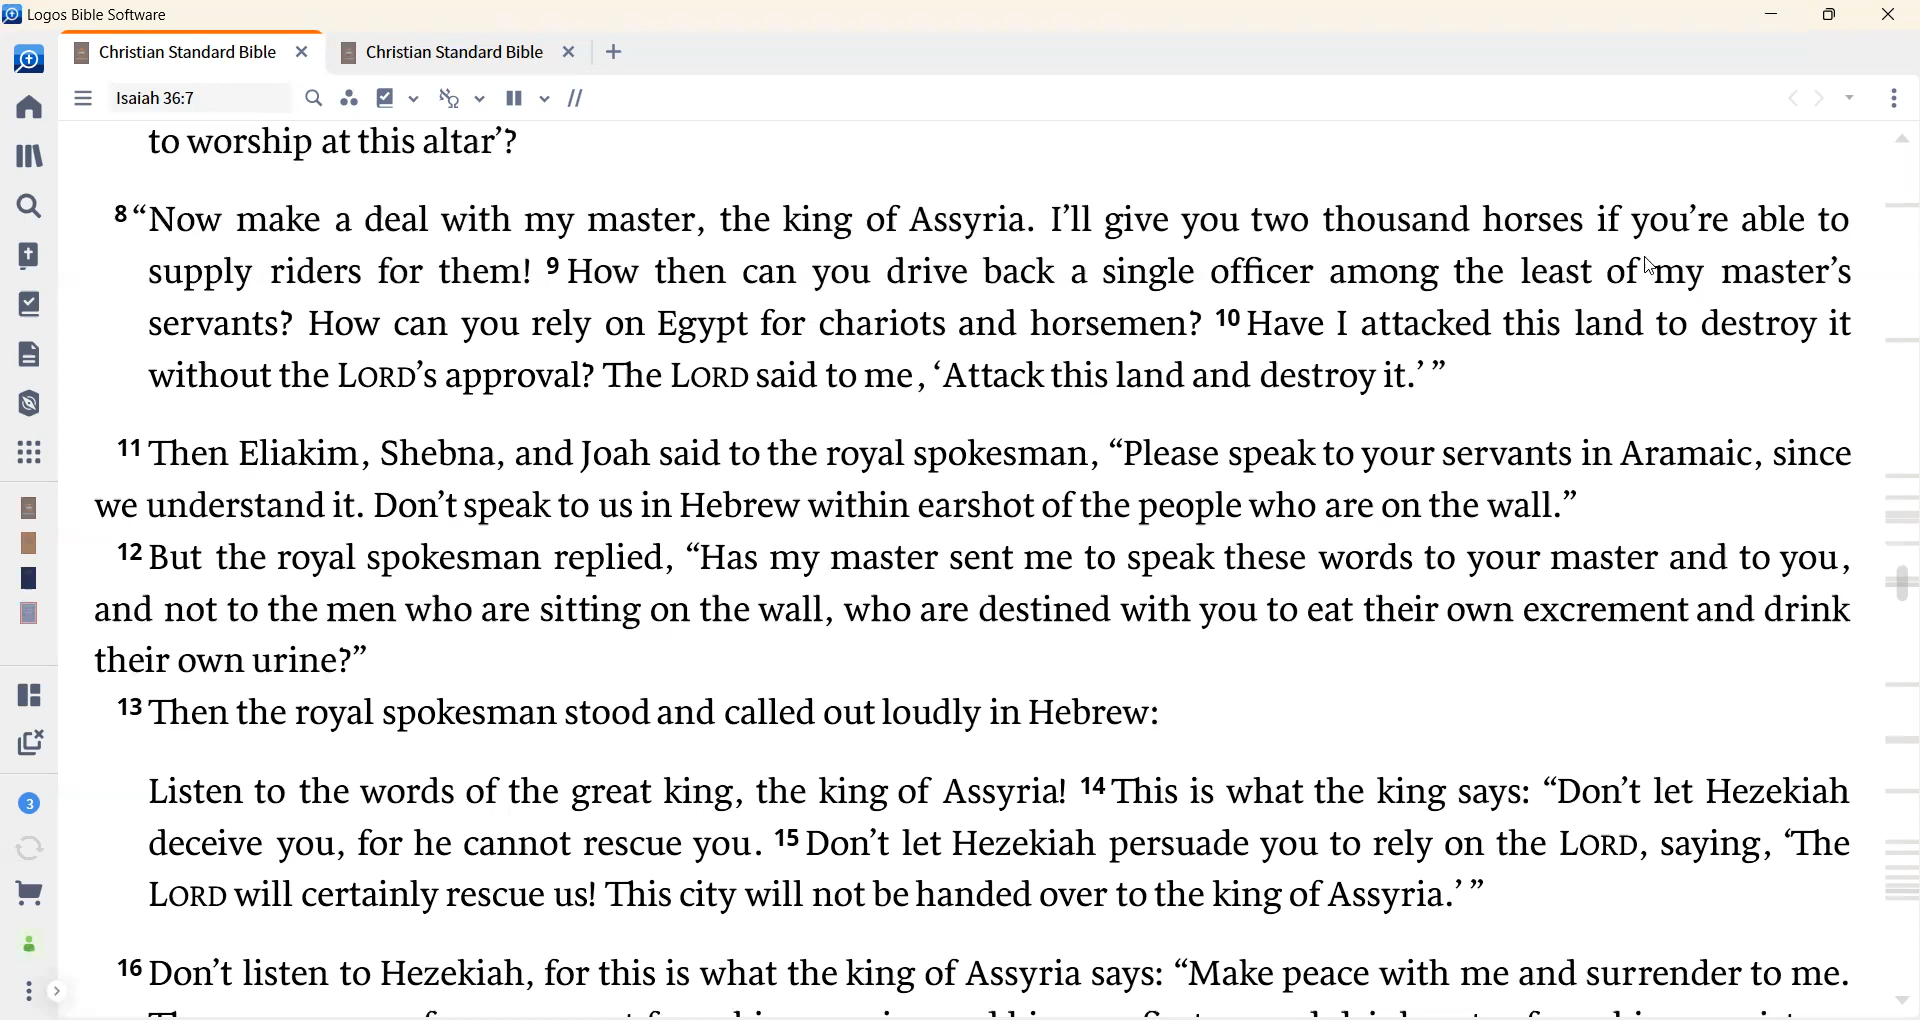 Logos Bible Software
Christian Standard Bible
Christian Standard Bible
Isaiah 36:7
to worship at this altar’?
8 “Now make a deal with my master, the king of Assyria. I’ll give you two thousand horses if you’re able to
supply riders for them! 9 How then can you drive back a single officer among the least of my master’s
servants? How can you rely on Egypt for chariots and horsemen? 10 Have I attacked this land to destroy it
without the LORD’s approval? The LORD said to me, ‘Attack this land and destroy it.’ ”
11 Then Eliakim, Shebna, and Joah said to the royal spokesman, “Please speak to your servants in Aramaic, since
we understand it. Don’t speak to us in Hebrew within earshot of the people who are on the wall.”
12 But the royal spokesman replied, “Has my master sent me to speak these words to your master and to you,
and not to the men who are sitting on the wall, who are destined with you to eat their own excrement and drink
their own urine?”
13 Then the royal spokesman stood and called out loudly in Hebrew:
Listen to the words of the great king, the king of Assyria! 14 This is what the king says: “Don’t let Hezekiah
deceive you, for he cannot rescue you. 15 Don’t let Hezekiah persuade you to rely on the LORD, saying, ‘The
LORD will certainly rescue us! This city will not be handed over to the king of Assyria.’ ”
16 Don’t listen to Hezekiah, for this is what the king of Assyria says: “Make peace with me and surrender to me.
3